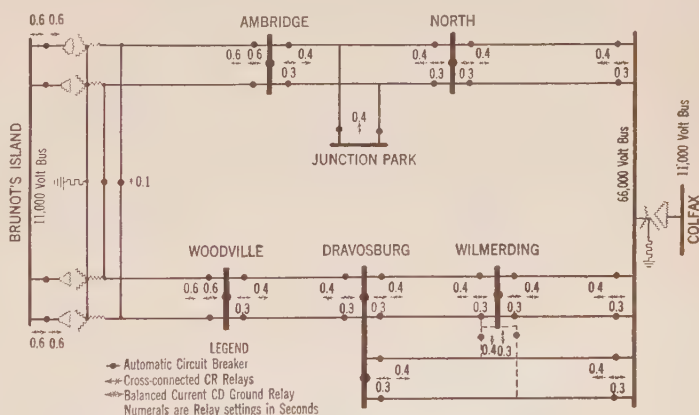 AMBRIDGE
NORTH
0.6 0.6
0.6 0.6
0.4
0.3
0.4
0.3
0.4
0.3
0.4
0.3
0.4
JUNCTION PARK
BRUNOT'S ISLAND
11,000 Volt Bus
0.1
66,000 Volt Bus
11,000 Volt Bus
COLFAX
WOODVILLE
DRAVOSBURG
WILMERDING
0.6 0.6
0.4
0.3
0.4
0.3
0.4
0.3
0.4
0.3
0.4
0.3
0.4
0.3
0.6 0.6
0.4
0.3
0.4
0.3
0.4
0.3
LEGEND
Automatic Circuit Breaker
Cross-connected CR Relays
Balanced Current CD Ground Relay
Numerals are Relay settings in Seconds